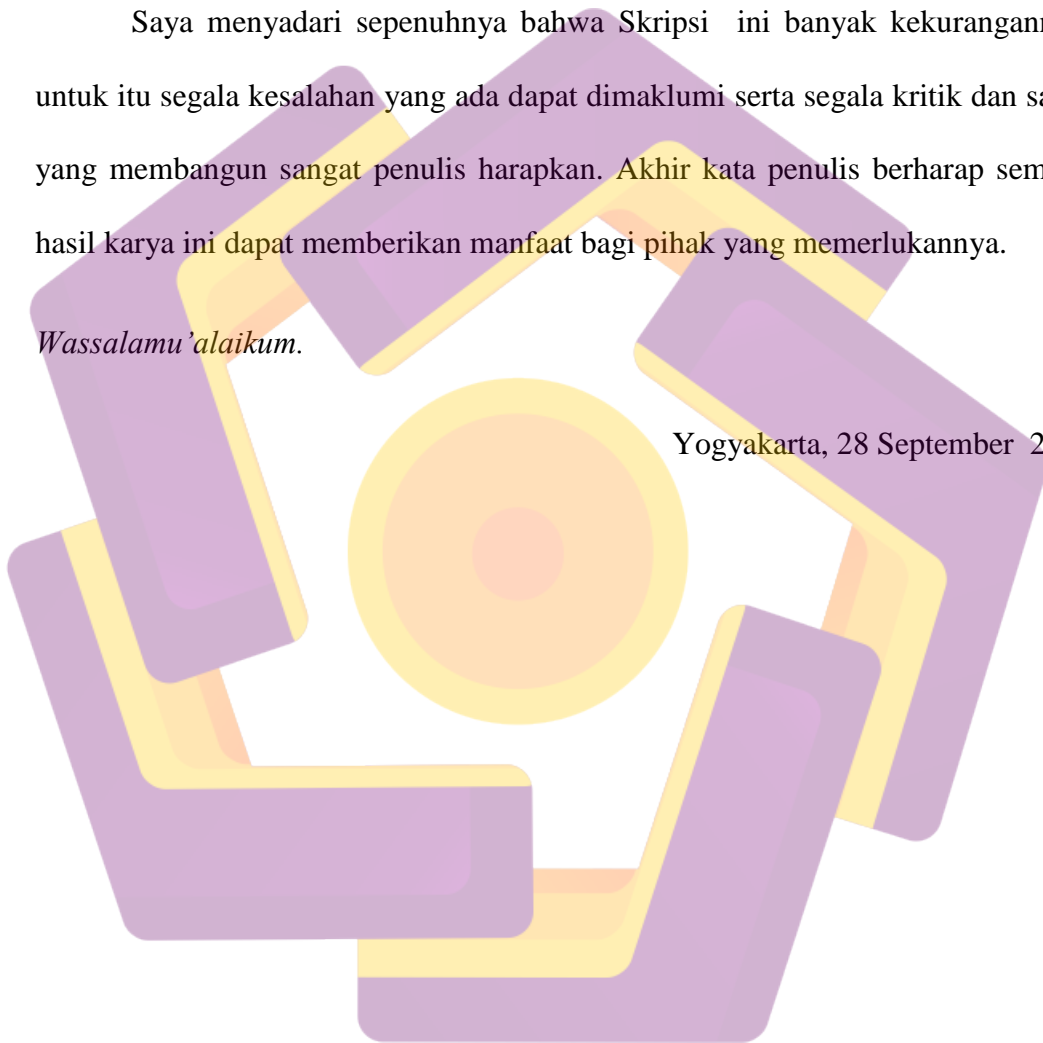 Saya menyadari sepenuhnya bahwa Skripsi ini banyak
untuk itu segala kesalahan yang ada dapat dimaklumi serta segala kritik dan
yang membangun sangat penulis harapkan. Akhir kata penulis berharap
hasil karya ini dapat memberikan manfaat bagi pihak yang memerlukannya.
Wassalamu’alaikum.
Yogyakarta, 28 September